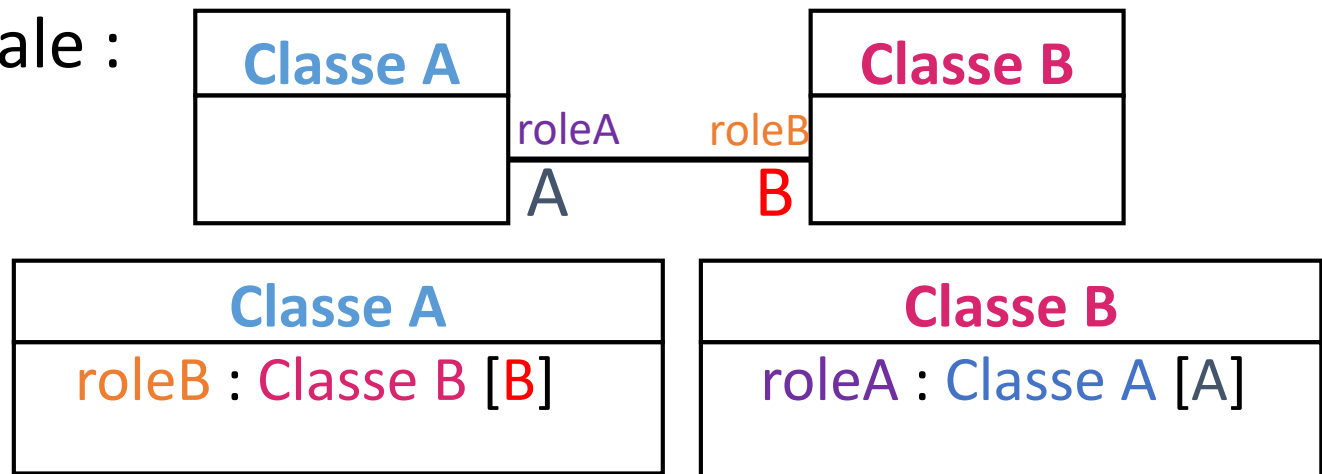 ale :
Classe A
Classe B
roleA
roleB
A
B
Classe A
Classe B
roleB : Classe B [B]
roleA : Classe A [A]